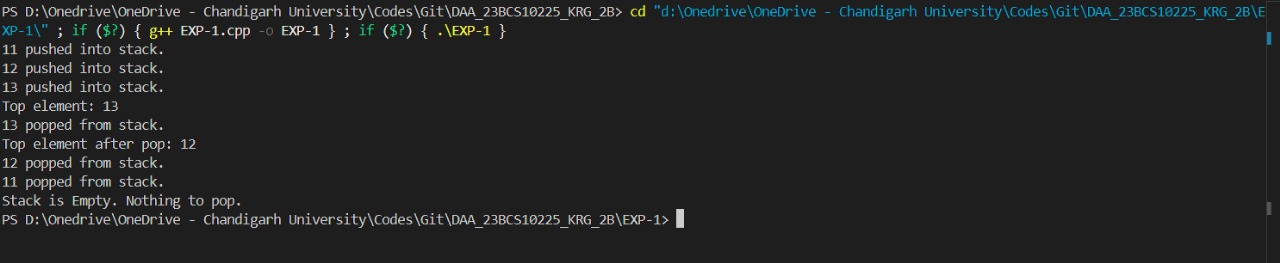 PS D:\Onedrive\OneDrive - Chandigarh University\Codes\Git\DAA_23BCS10225_KRG_2B> cd "d:\Onedrive\OneDrive - Chandigarh University\Codes\Git\DAA_23BCS10225_KRG_2B\E
XP-1\" ; if ($?) { g++ EXP-1.cpp -o EXP-1 } ; if ($?) { .\EXP-1 }
11 pushed into stack.
12 pushed into stack.
13 pushed into stack.
Top element: 13
13 popped from stack.
Top element after pop: 12
12 popped from stack.
11 popped from stack.
Stack is Empty. Nothing to pop.
PS D:\Onedrive\OneDrive - Chandigarh University\Codes\Git\DAA_23BCS10225_KRG_2B\EXP-1>